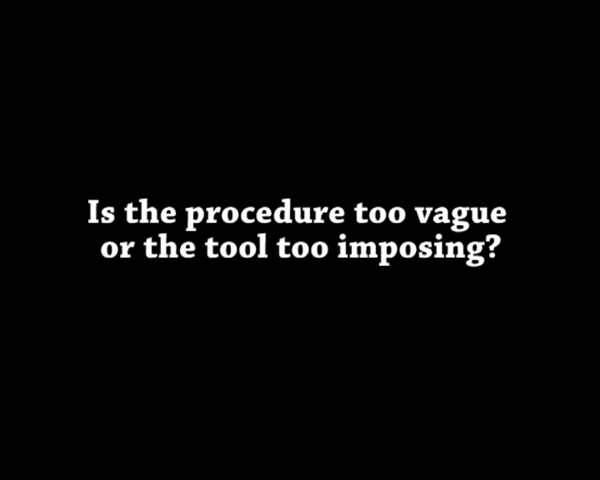 Is the procedure too vague
or the tool too imposing?